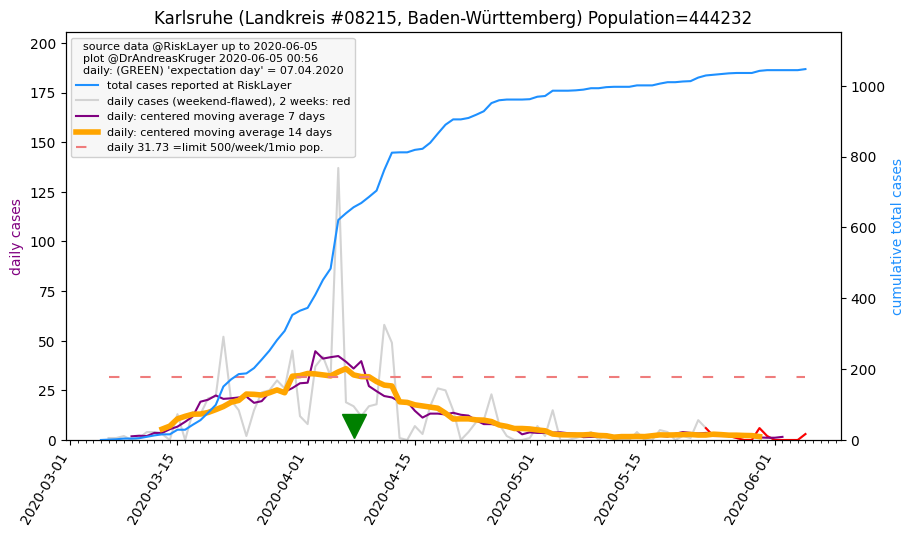 Karlsruhe (Landkreis #08215, Baden-Württemberg) Population=444232
source data @RiskLayer up to 2020-06-05
plot @DrAndreasKruger 2020-06-05 00:56
daily: (GREEN) 'expectation day' = 07.04.2020
total cases reported at RiskLayer
daily cases (weekend-flawed), 2 weeks: red
daily: centered moving average 7 days
daily: centered moving average 14 days
daily 31.73 =limit 500/week/1mio pop.
daily cases
200
175
150
125
100
75
50
25
0
cumulative total cases
1000
800
600
400
200
0
2020-03-01
2020-03-15
2020-04-01
2020-04-15
2020-05-01
2020-05-15
2020-06-01